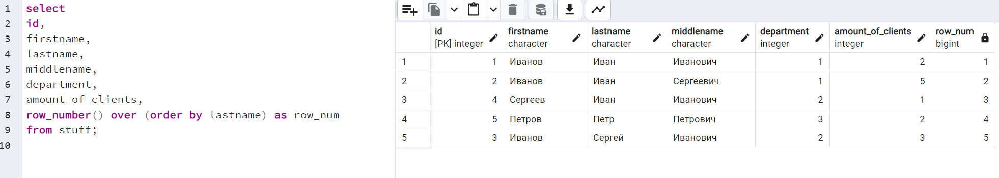 1 select
2 id,
3 firstname,
4 lastname,
5 middlename,
6 department,
7 amount_of_clients,
8 row_number() over (order by lastname) as row_num
9 from stuff;
10
id firstname lastname middlename department amount_of_clients row_num
[PK] integer character character character integer integer bigint
1 1 Иванов Иван Иванович 1 2 1
2 2 Иванов Иван Сергеевич 1 5 2
3 4 Сергеев Иван Иванович 2 1 3
4 5 Петров Петр Петрович 3 2 4
5 3 Иванов Сергей Иванович 2 3 5